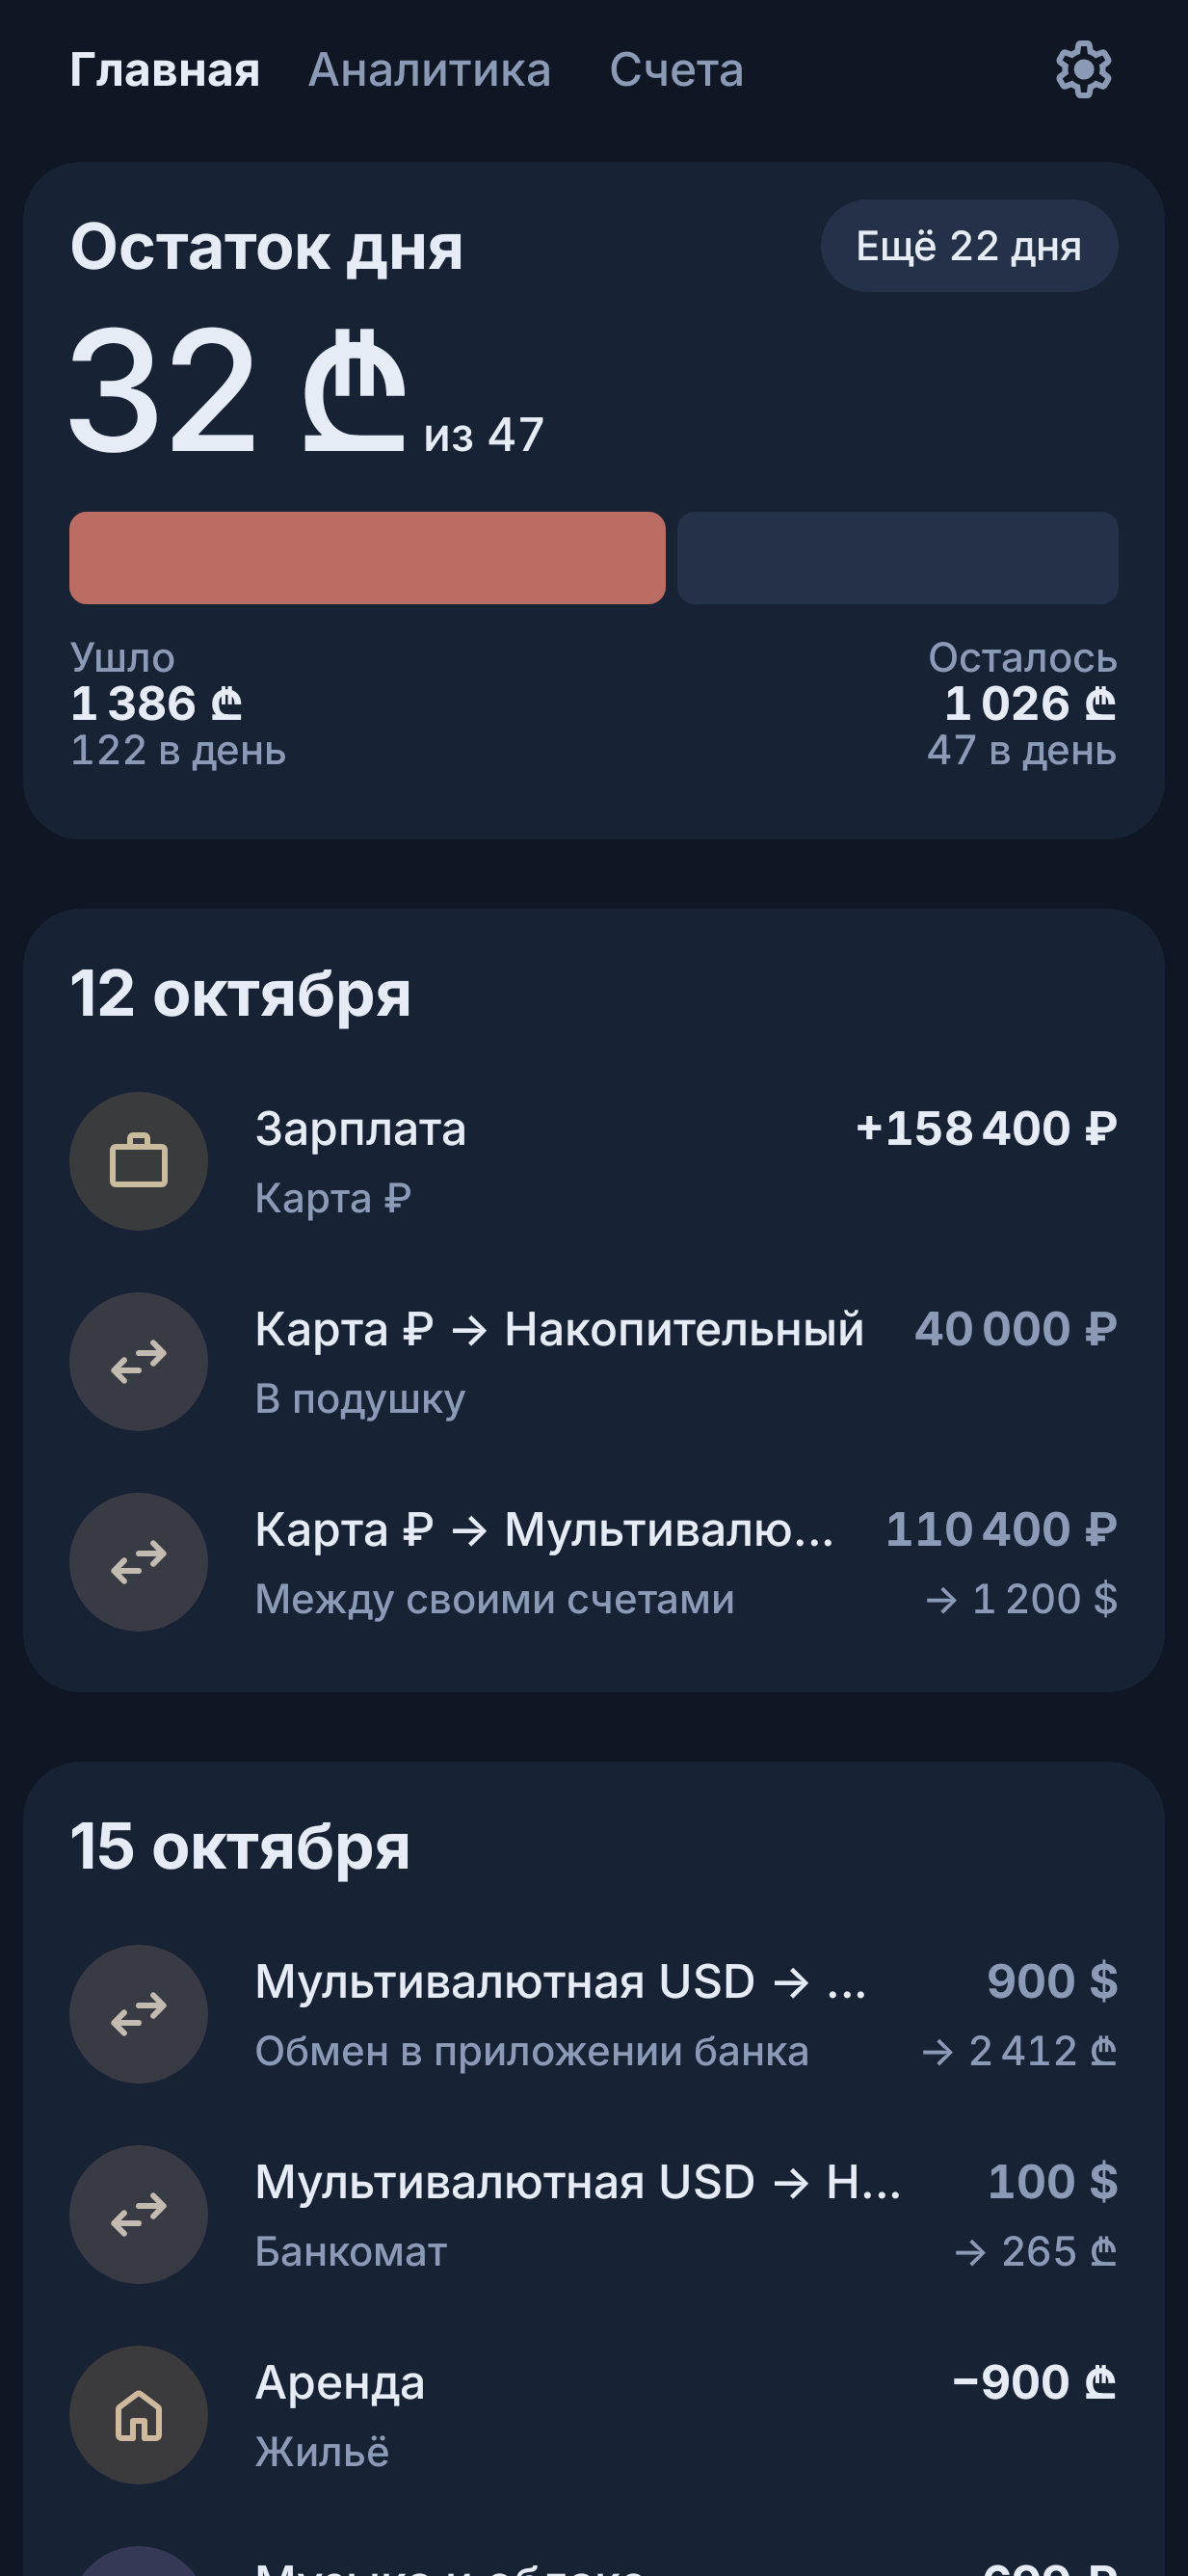 Главная Аналитика Счета
Остаток дня
Ещё 22 дня
32 ₾ из 47
Ушло
Осталось
1 386 ₾
1 026 ₾
122 в день
47 в день
12 октября
Зарплата
+158 400 ₽
Карта ₽
Карта ₽ → Накопительный
40 000 ₽
В подушку
Карта ₽ → Мультивалю...
110 400 ₽
Между своими счетами
→ 1 200 $
15 октября
Мультивалютная USD → ...
900 $
Обмен в приложении банка
→ 2 412 ₾
Мультивалютная USD → Н...
100 $
Банкомат
→ 265 ₾
Аренда
−900 ₾
Жильё